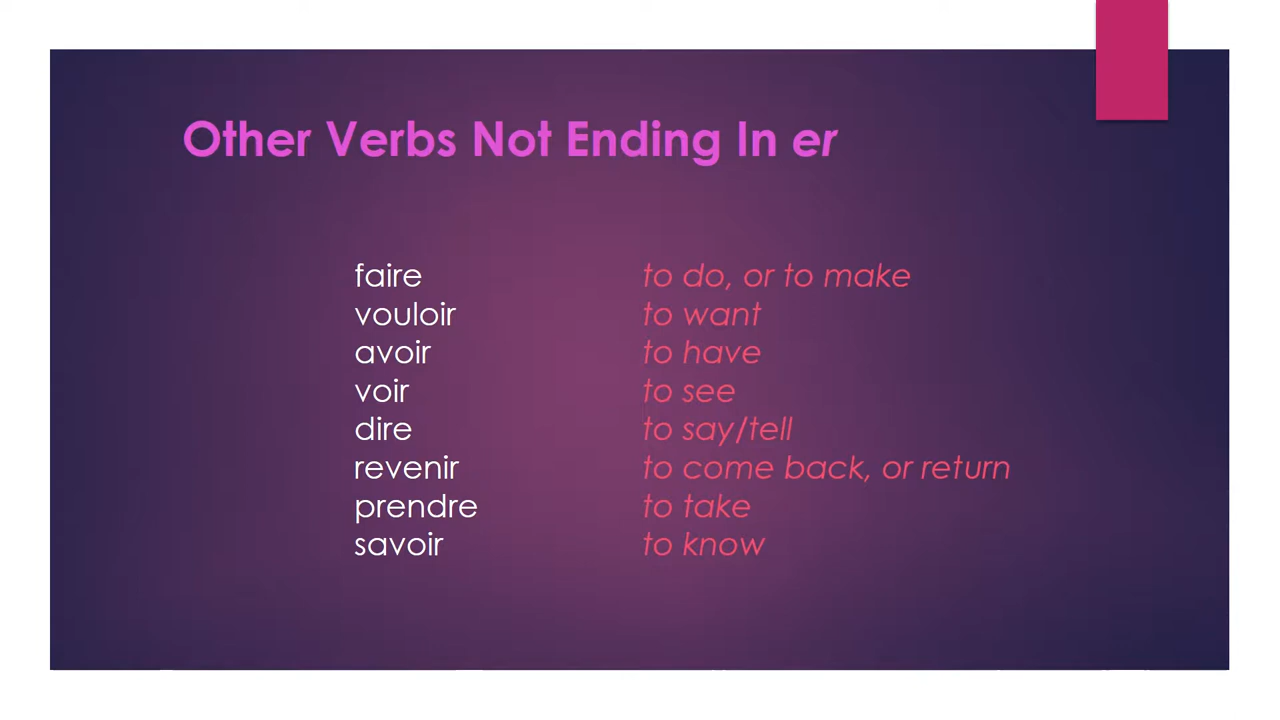 Other Verbs Not Ending In er
faire to do, or to make
vouloir to want
avoir to have
voir to see
dire to say/tell
revenir to come back, or return
prendre to take
savoir to know